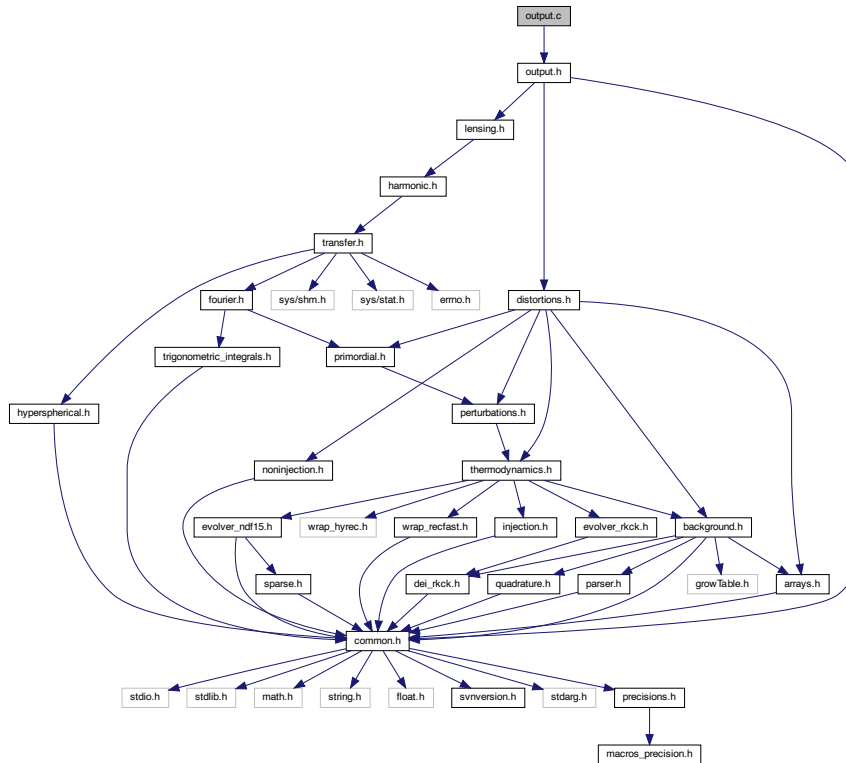 output.c
output.h
lensing.h
harmonic.h
transfer.h
fourier.h
sys/shm.h
sys/stat.h
errno.h
distortions.h
trigonometric_integrals.h
primordial.h
hyperspherical.h
perturbations.h
noninjection.h
thermodynamics.h
evolver_ndf15.h
wrap_hyrec.h
wrap_recfast.h
injection.h
evolver_rkck.h
background.h
sparse.h
dei_rkck.h
quadrature.h
parser.h
growTable.h
arrays.h
common.h
stdio.h
stdlib.h
math.h
string.h
float.h
svnversion.h
stdarg.h
precisions.h
macros_precision.h